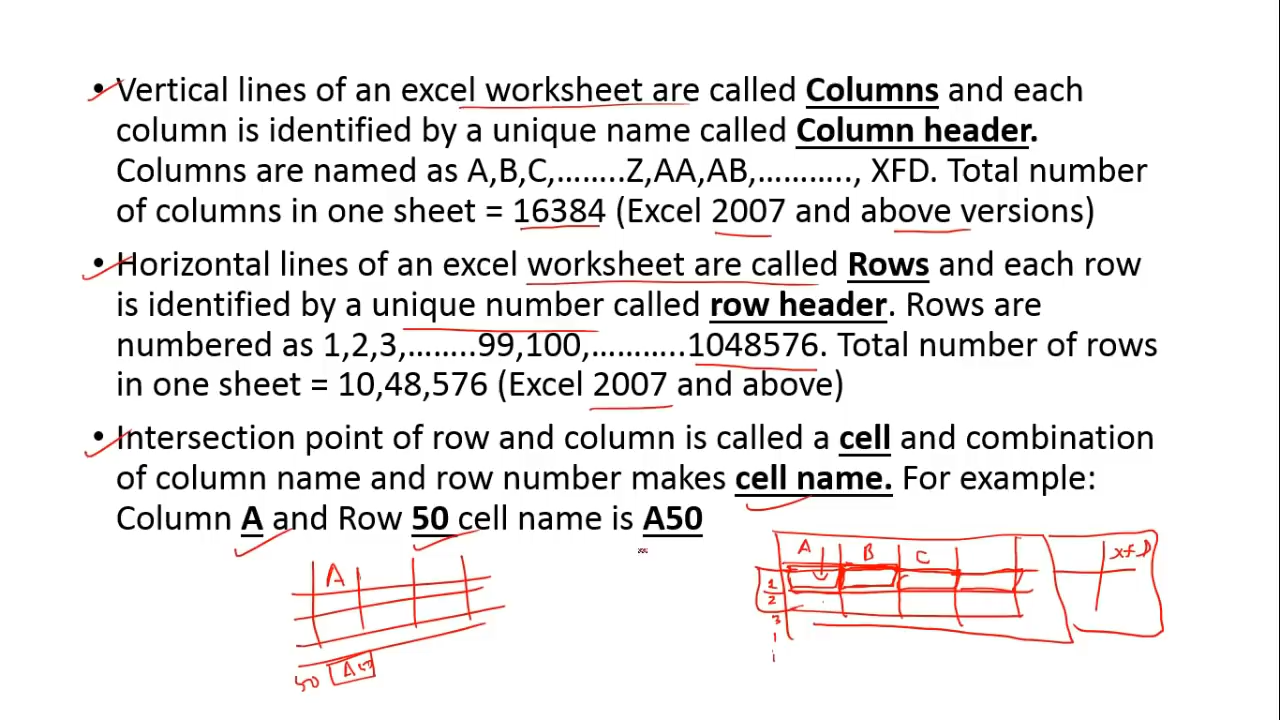 • Vertical lines of an excel worksheet are called Columns and each
column is identified by a unique name called Column header.
Columns are named as A,B,C,……..Z,AA,AB,……….., XFD. Total number
of columns in one sheet = 16384 (Excel 2007 and above versions)
• Horizontal lines of an excel worksheet are called Rows and each row
is identified by a unique number called row header. Rows are
numbered as 1,2,3,……..99,100,………..1048576. Total number of rows
in one sheet = 10,48,576 (Excel 2007 and above)
• Intersection point of row and column is called a cell and combination
of column name and row number makes cell name. For example:
Column A and Row 50 cell name is A50
A
50 A50
A B C XFD
1
2
3